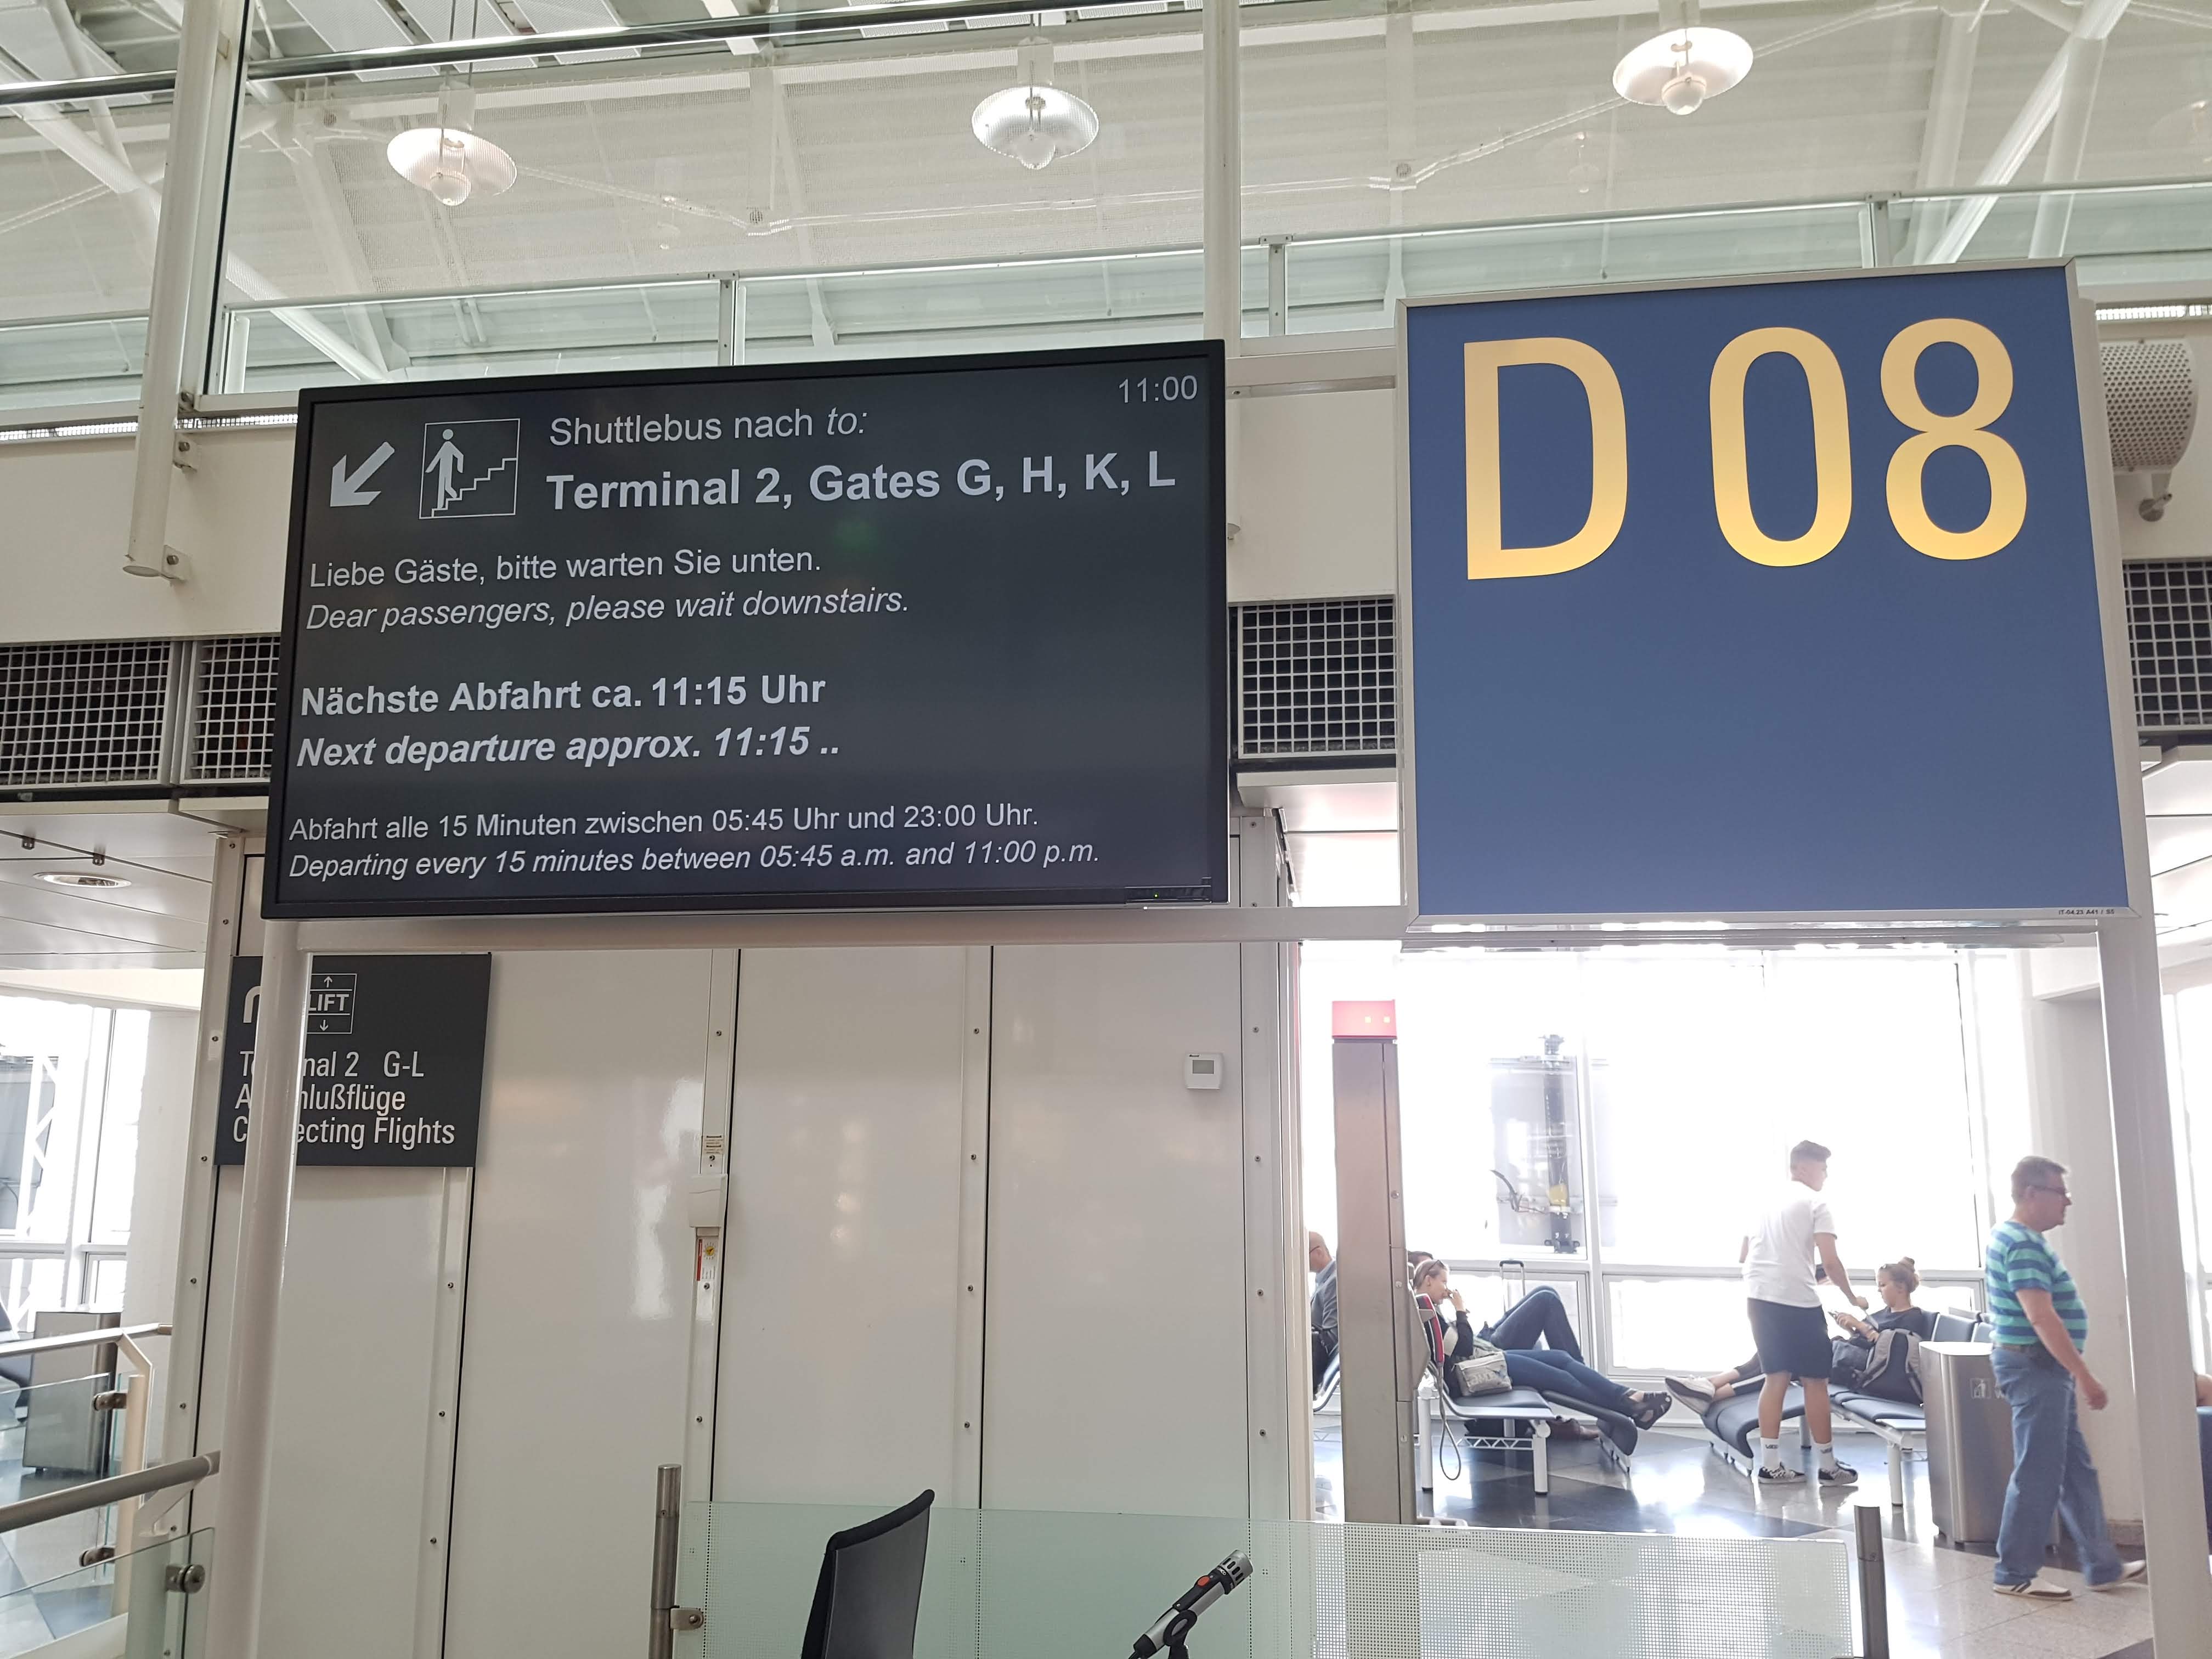 11:00
Shuttlebus nach to:
Terminal 2, Gates G, H, K, L
Liebe Gäste, bitte warten Sie unten.
Dear passengers, please wait downstairs.
Nächste Abfahrt ca. 11:15 Uhr
Next departure approx. 11:15 ..
Abfahrt alle 15 Minuten zwischen 05:45 Uhr und 23:00 Uhr.
Departing every 15 minutes between 05:45 a.m. and 11:00 p.m.
D 08
LIFT
2 G-L
Flights